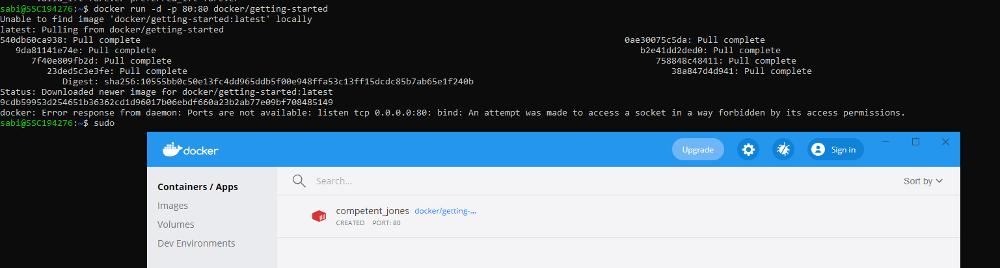 valid_lft forever preferred_lft forever
sabi@SSC194276:~$ docker run -d -p 80:80 docker/getting-started
Unable to find image 'docker/getting-started:latest' locally
latest: Pulling from docker/getting-started
540db60ca938: Pull complete 0ae30075c5da: Pull complete
9da81141e74e: Pull complete b2e41dd2ded0: Pull complete
7f40e809fb2d: Pull complete 758848c48411: Pull complete
23ded5c3e3fe: Pull complete 38a847d4d941: Pull complete
Digest: sha256:10555bb0c50e13fc4dd965ddb5f00e948ffa53c13ff15dcdc85b7ab65e1f240b
Status: Downloaded newer image for docker/getting-started:latest
9cdb59953d254651b36362cd1d96017b06ebdf660a23b2ab77e09bf708485149
docker: Error response from daemon: Ports are not available: listen tcp 0.0.0.0:80: bind: An attempt was made to access a socket in a way forbidden by its access permissions.
sabi@SSC194276:~$ sudo
docker Upgrade Sign in
Containers / Apps
Images
Volumes
Dev Environments
Search... Sort by
competent_jones docker/getting-...
CREATED PORT: 80